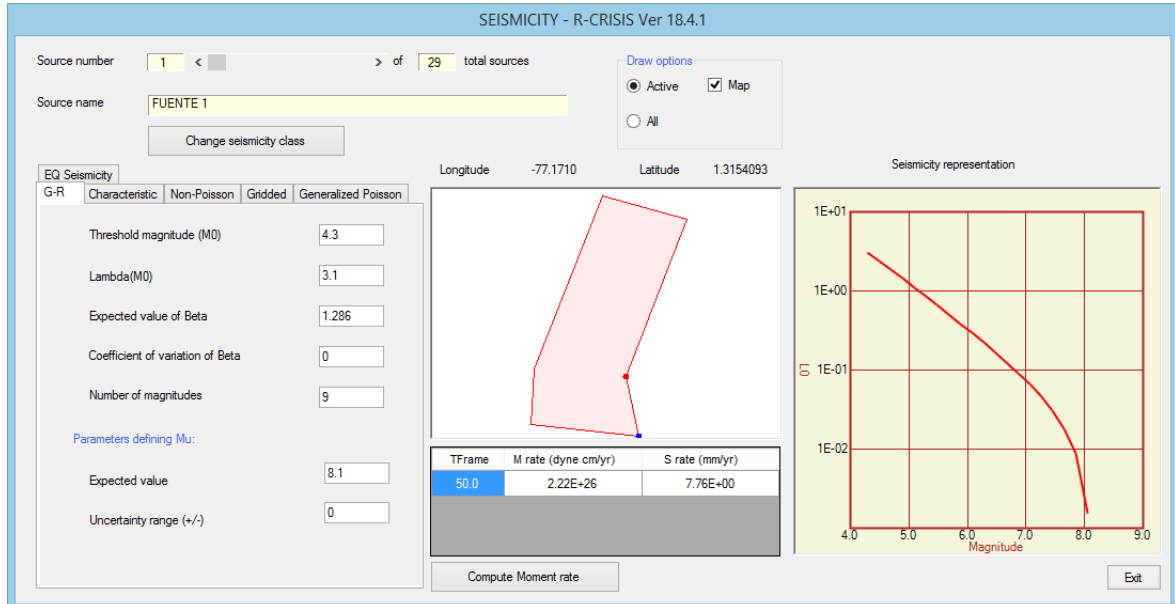 SEISMICITY - R-CRISIS Ver 18.4.1
Source number 1 < > of 29 total sources
Source name FUENTE 1
Change seismicity class
Draw options
Active Map
All
EQ Seismicity
G-R Characteristic Non-Poisson Gridded Generalized Poisson
Threshold magnitude (M0) 4.3
Lambda(M0) 3.1
Expected value of Beta 1.286
Coefficient of variation of Beta 0
Number of magnitudes 9
Parameters defining Mu:
Expected value 8.1
Uncertainty range (+/-) 0
Longitude -77.1710 Latitude 1.3154093
TFrame M rate (dyne cm/yr) S rate (mm/yr)
50.0 2.22E+26 7.76E+00
Compute Moment rate
Seismicity representation
1E+01
1E+00
L0 1E-01
1E-02
4.0 5.0 6.0 7.0 8.0 9.0
Magnitude
Exit